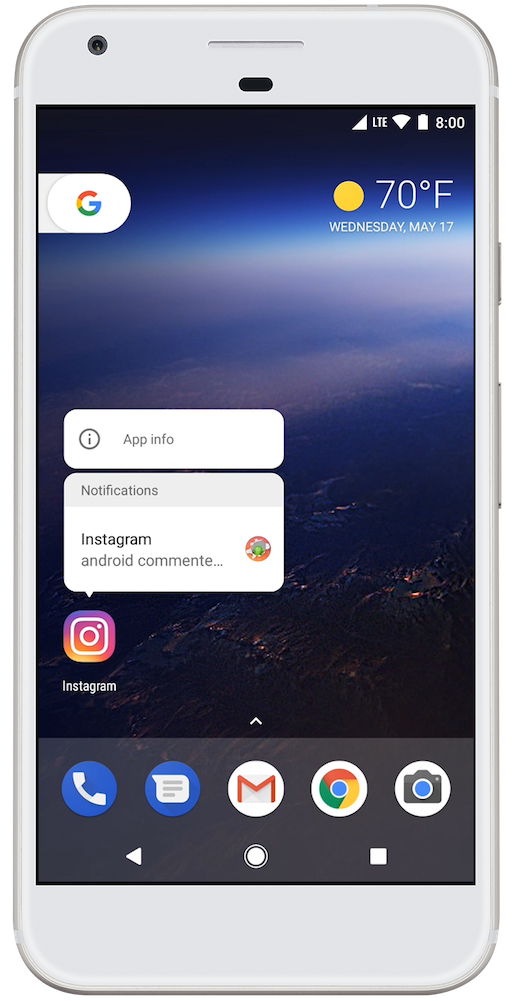 LTE 8:00
G
70°F
WEDNESDAY, MAY 17
App info
Notifications
Instagram
android commente...
Instagram